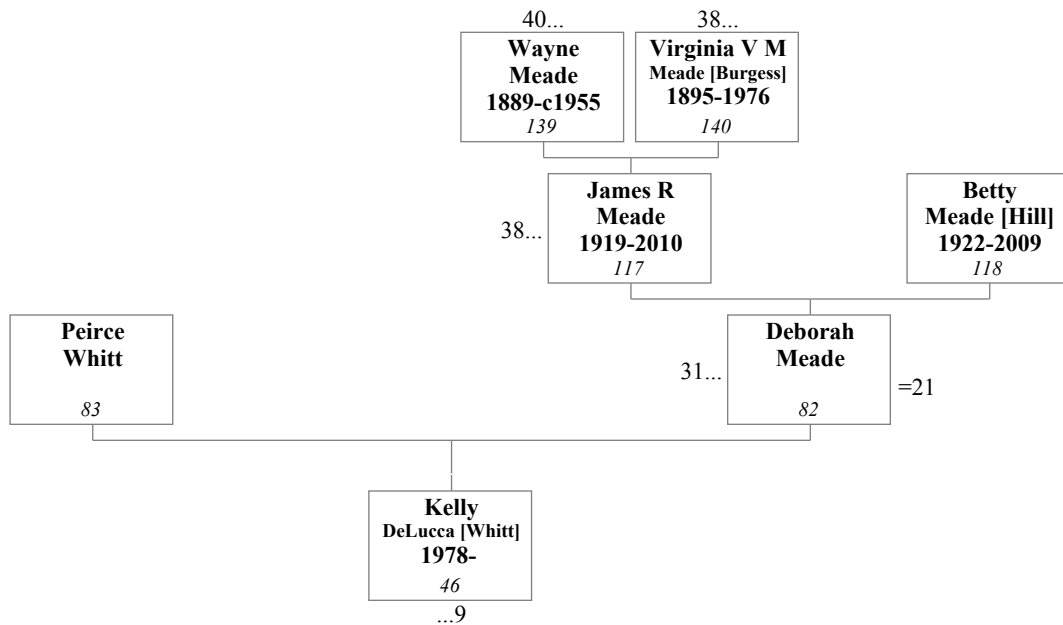 40...
38...
Wayne
Meade
1889-c1955
139
Virginia V M
Meade [Burgess]
1895-1976
140
38...
James R
Meade
1919-2010
117
Betty
Meade [Hill]
1922-2009
118
Peirce
Whitt
83
31...
Deborah
Meade
82
=21
Kelly
DeLucca [Whitt]
1978-
46
...9